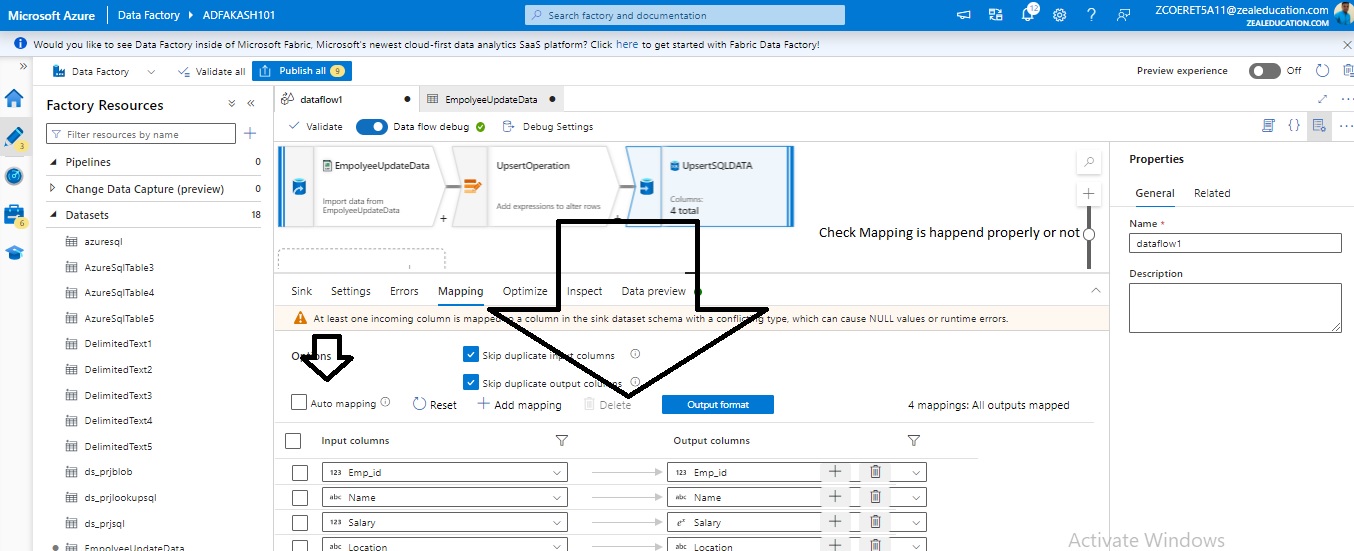 Microsoft Azure Data Factory ADFAKASH101 Search factory and documentation 12 ZCOERET5A11@zealeducation.com
ZEALEDUCATION.COM
Would you like to see Data Factory inside of Microsoft Fabric, Microsoft's newest cloud-first data analytics SaaS platform? Click here to get started with Fabric Data Factory!
Data Factory Validate all Publish all 9 Preview experience Off
Factory Resources
Filter resources by name
3
6
Pipelines 0
Change Data Capture (preview) 0
Datasets 18
azuresql
AzureSqlTable3
AzureSqlTable4
AzureSqlTable5
DelimitedText1
DelimitedText2
DelimitedText3
DelimitedText4
DelimitedText5
ds_prjblob
ds_prjlookupsql
ds_prjsql
EmpolyeeUpdateData
dataflow1 EmpolyeeUpdateData
Validate Data flow debug Debug Settings
EmpolyeeUpdateData
Import data from
EmpolyeeUpdateData
UpsertOperation
Add expressions to alter rows
UpsertSQLDATA
Columns:
4 total
Check Mapping is happend properly or not
Sink Settings Errors Mapping Optimize Inspect Data preview
At least one incoming column is mapped to a column in the sink dataset schema with a conflicting type, which can cause NULL values or runtime errors.
Options Skip duplicate input columns
Skip duplicate output columns
Auto mapping Reset Add mapping Delete Output format 4 mappings: All outputs mapped
Input columns Output columns
123 Emp_id 123 Emp_id
abc Name abc Name
123 Salary eˣ Salary
abc Location abc Location
Properties
General Related
Name *
dataflow1
Description
Activate Windows